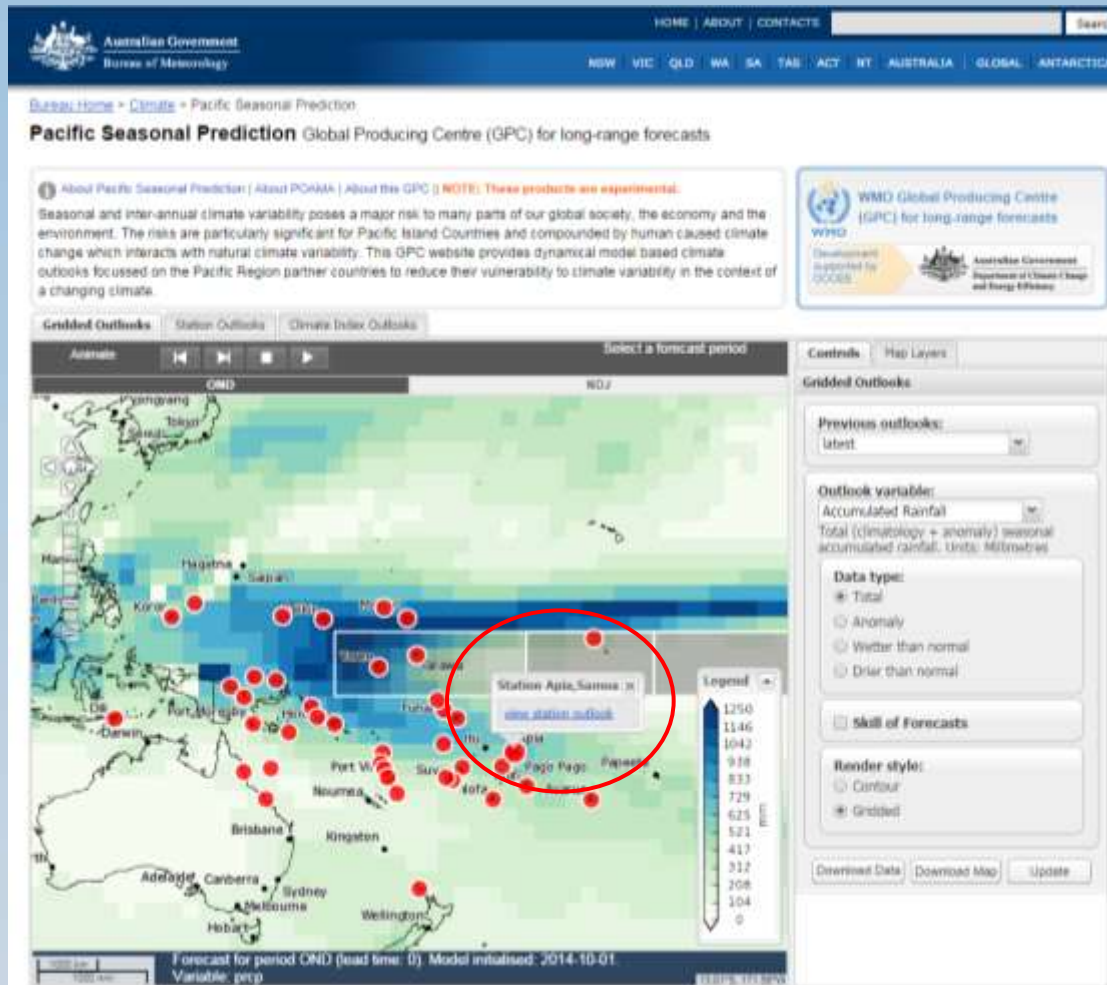 HOME | ABOUT | CONTACTS
Australian Government
Bureau of Meteorology
NSW VIC QLD WA SA TAS ACT NT AUSTRALIA GLOBAL ANTARCTICA
Bureau Home > Climate > Pacific Seasonal Prediction
Pacific Seasonal Prediction Global Producing Centre (GPC) for long-range forecasts
About Pacific Seasonal Prediction | About POAMA | About this GPC || NOTE: These products are experimental.
Seasonal and inter-annual climate variability poses a major risk to many parts of our global society, the economy and the
environment. The risks are particularly significant for Pacific Island Countries and compounded by human caused climate
change which interacts with natural climate variability. This GPC website provides dynamical model based climate
outlooks focussed on the Pacific Region partner countries to reduce their vulnerability to climate variability in the context of
a changing climate.
WMO Global Producing Centre
(GPC) for long-range forecasts
WMO
Development
supported by
Australian Government
Department of Climate Change
and Energy Efficiency
Gridded Outlooks Station Outlooks Climate Index Outlooks
Animate
Select a forecast period
OND NDJ
Tokyo
Hagatna
Saipan
Station Apia,Samoa
view station outlook
Dili
Darwin
Pago Pago
Noumea
Brisbane
Kingston
Adelaide
Canberra
Sydney
Melbourne
Hobart
Wellington
Legend
1250
1146
1042
938
833
729
625
521
417
312
208
104
0
mm
Forecast for period OND (lead time: 0). Model initialised: 2014-10-01.
Variable: prcp
Controls Map Layers
Gridded Outlooks
Previous outlooks:
latest
Outlook variable:
Accumulated Rainfall
Total (climatology + anomaly) seasonal
accumulated rainfall. Units: Millimetres
Data type:
Total
Anomaly
Wetter than normal
Drier than normal
Skill of Forecasts
Render style:
Contour
Gridded
Download Data Download Map Update